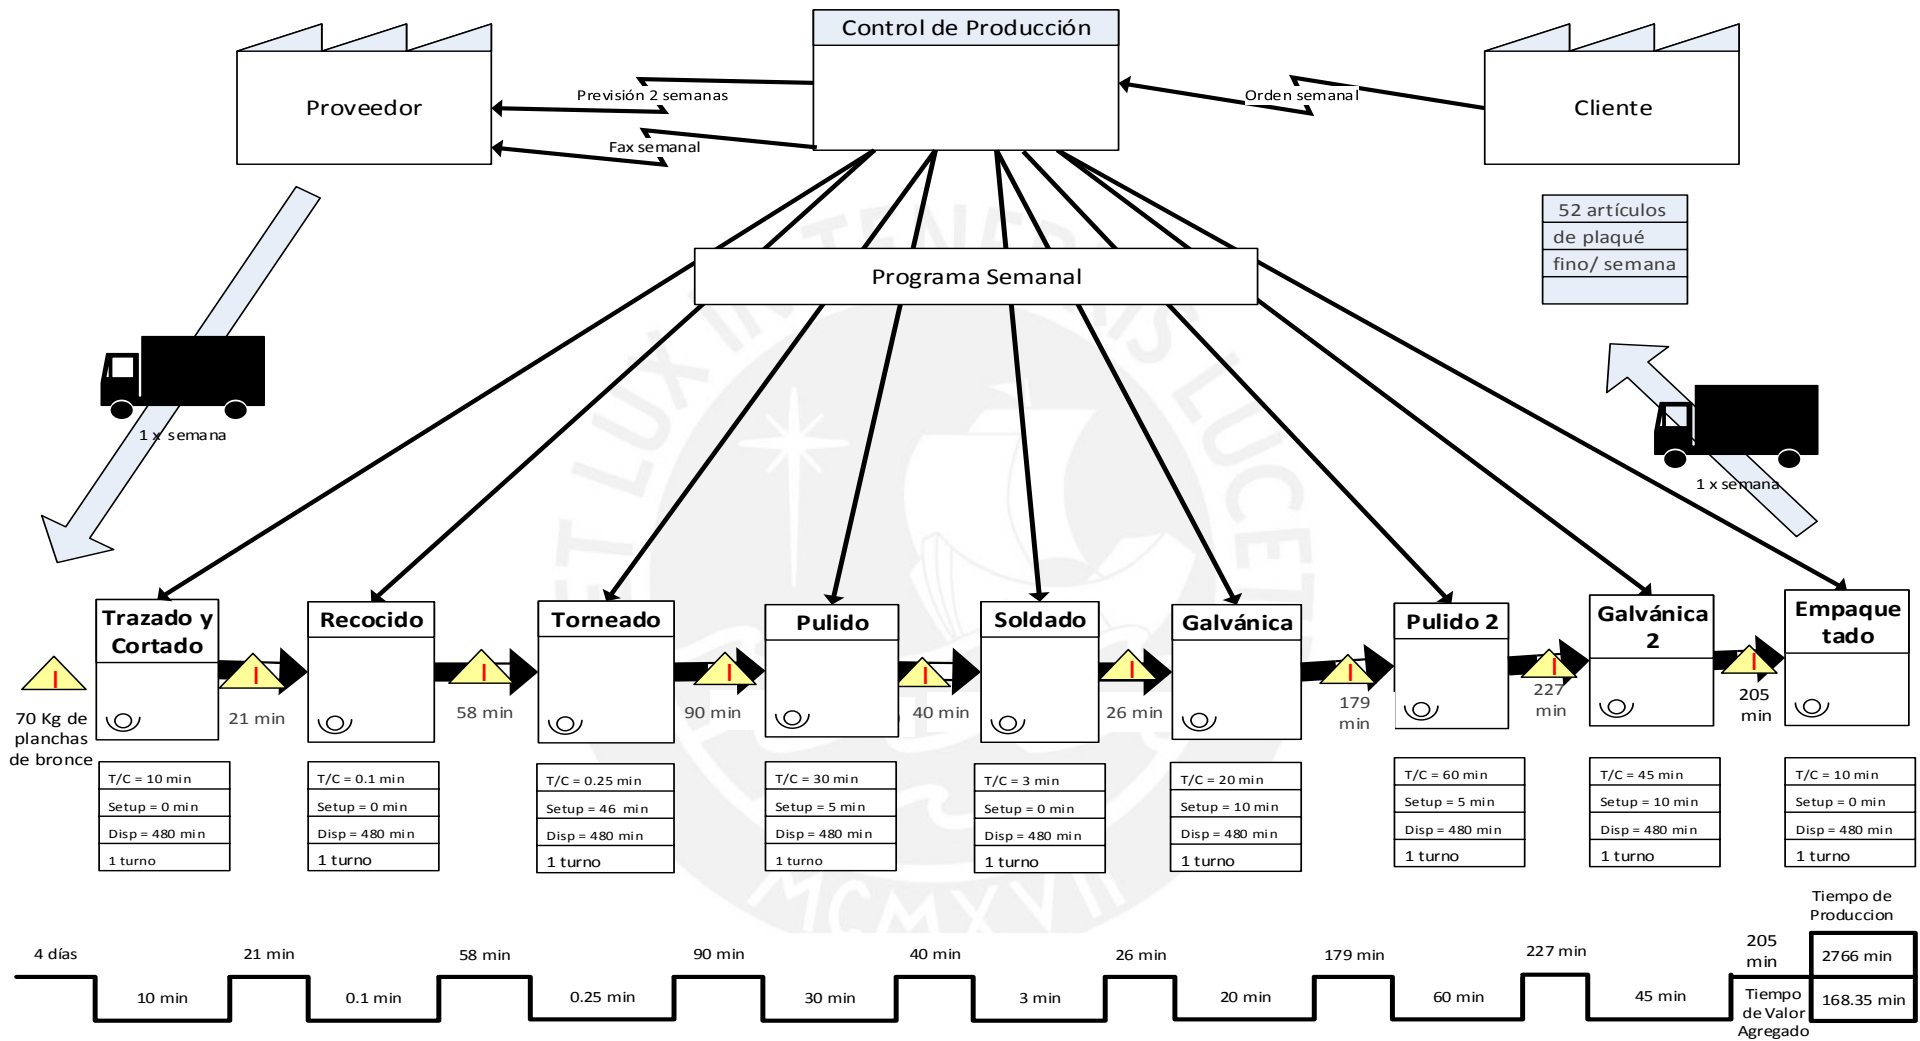 Control de Producción
Proveedor
Previsión 2 semanas
Fax semanal
Orden semanal
Cliente
52 artículos
de plaqué
fino/ semana
Programa Semanal
1 x semana
1 x semana
ET LUX IN TENEBRIS LUCET
MCMXVII
70 Kg de
planchas
de bronce
Trazado y
Cortado
I
21 min
Recocido
I
58 min
Torneado
I
90 min
Pulido
I
40 min
Soldado
I
26 min
Galvánica
I
179
min
Pulido 2
I
227
min
Galvánica
2
I
205
min
Empaque
tado
I
T/C = 10 min
Setup = 0 min
Disp = 480 min
1 turno
T/C = 0.1 min
Setup = 0 min
Disp = 480 min
1 turno
T/C = 0.25 min
Setup = 46 min
Disp = 480 min
1 turno
T/C = 30 min
Setup = 5 min
Disp = 480 min
1 turno
T/C = 3 min
Setup = 0 min
Disp = 480 min
1 turno
T/C = 20 min
Setup = 10 min
Disp = 480 min
1 turno
T/C = 60 min
Setup = 5 min
Disp = 480 min
1 turno
T/C = 45 min
Setup = 10 min
Disp = 480 min
1 turno
T/C = 10 min
Setup = 0 min
Disp = 480 min
1 turno
4 días
10 min
21 min
0.1 min
58 min
0.25 min
90 min
30 min
40 min
3 min
26 min
20 min
179 min
60 min
227 min
45 min
205
min
Tiempo de
Produccion
2766 min
Tiempo
de Valor
Agregado
168.35 min